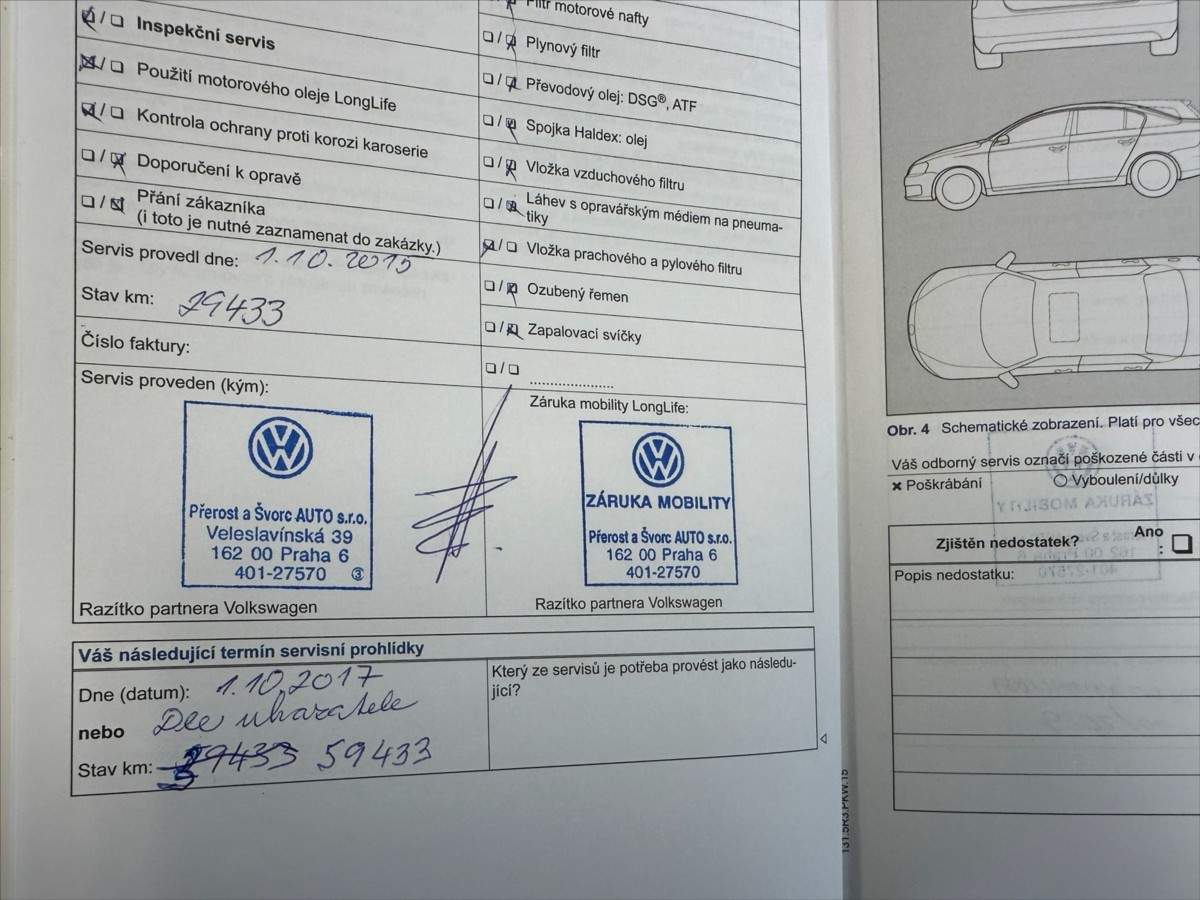 ❏ / ❏ Inspekční servis
❏ / ❏ Použití motorového oleje LongLife
❏ / ❏ Kontrola ochrany proti korozi karoserie
❏ / ❏ Doporučení k opravě
❏ / ❏ Přání zákazníka
(i toto je nutné zaznamenat do zakázky.)
Servis provedl dne: 1.10.2015
Stav km: 29433
Číslo faktury:
Servis proveden (kým):
Přerost a Švorc AUTO s.r.o.
Veleslavínská 39
162 00 Praha 6
401-27570 ③
Razítko partnera Volkswagen
Filtr motorové nafty
❏ / ❏ Plynový filtr
❏ / ❏ Převodový olej: DSG®, ATF
❏ / ❏ Spojka Haldex: olej
❏ / ❏ Vložka vzduchového filtru
❏ / ❏ Láhev s opravářským médiem na pneuma-
tiky
❏ / ❏ Vložka prachového a pylového filtru
❏ / ❏ Ozubený řemen
❏ / ❏ Zapalovaci svíčky
❏ / ❏ .....................
Záruka mobility LongLife:
ZÁRUKA MOBILITY
Přerost a Švorc AUTO s.r.o.
162 00 Praha 6
401-27570
Razítko partnera Volkswagen
Váš následující termín servisní prohlídky
Dne (datum): 1.10.2017
nebo Dle ukazatele
Stav km: 59433
Který ze servisů je potřeba provést jako následu-
jící?
131.5R3.PKW.15
Obr. 4 Schematické zobrazení. Platí pro všec
Váš odborný servis označí poškozené části v
✖ Poškrábání
○ Vyboulení/důlky
Zjištěn nedostatek?
Ano
: ❏
Popis nedostatku: